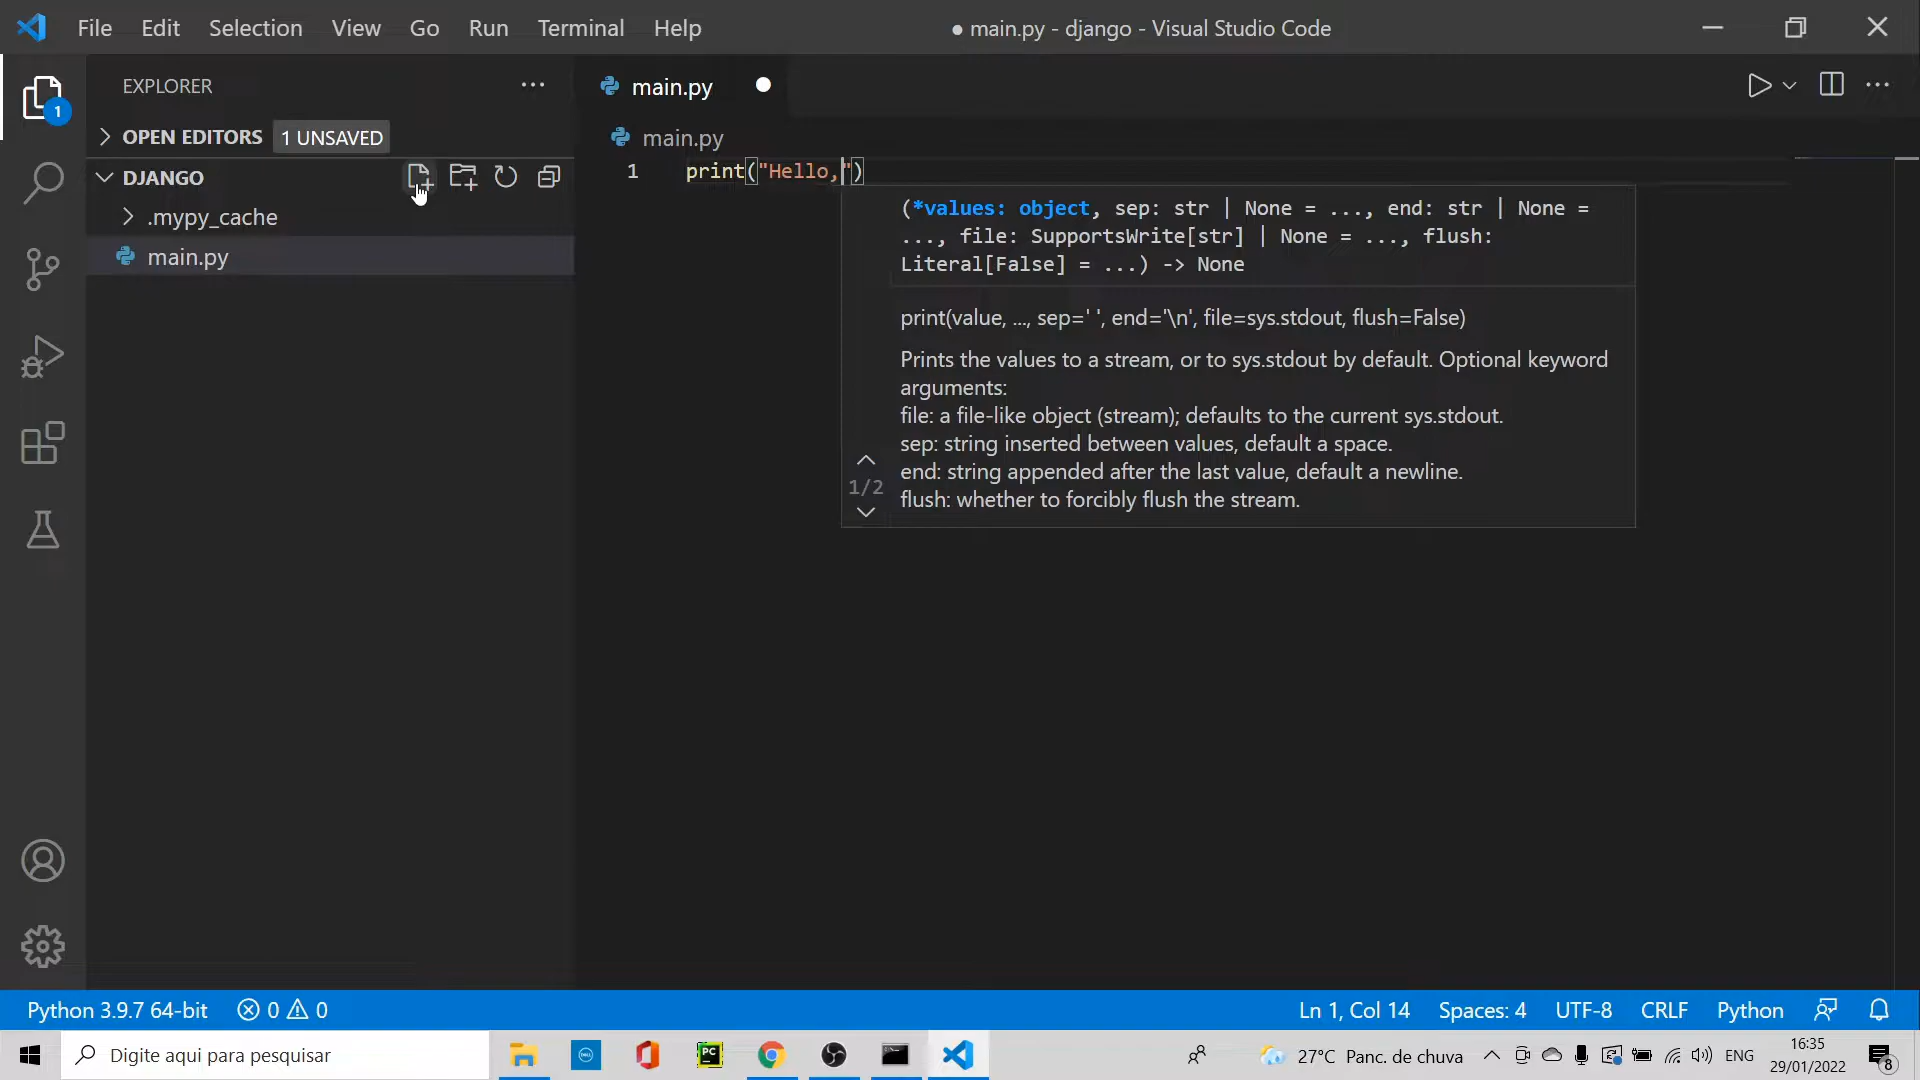 File Edit Selection View Go Run Terminal Help
● main.py - django - Visual Studio Code
1
EXPLORER
OPEN EDITORS 1 UNSAVED
DJANGO
.mypy_cache
main.py
main.py
main.py
1 print("Hello,")
(*values: object, sep: str | None = ..., end: str | None =
..., file: SupportsWrite[str] | None = ..., flush:
Literal[False] = ...) -> None
print(value, ..., sep=' ', end='\n', file=sys.stdout, flush=False)
Prints the values to a stream, or to sys.stdout by default. Optional keyword
arguments:
file: a file-like object (stream); defaults to the current sys.stdout.
sep: string inserted between values, default a space.
end: string appended after the last value, default a newline.
flush: whether to forcibly flush the stream.
1/2
Python 3.9.7 64-bit 0 0 Ln 1, Col 14 Spaces: 4 UTF-8 CRLF Python
Digite aqui para pesquisar
DELL
PC
27°C Panc. de chuva
ENG
16:35
29/01/2022
8